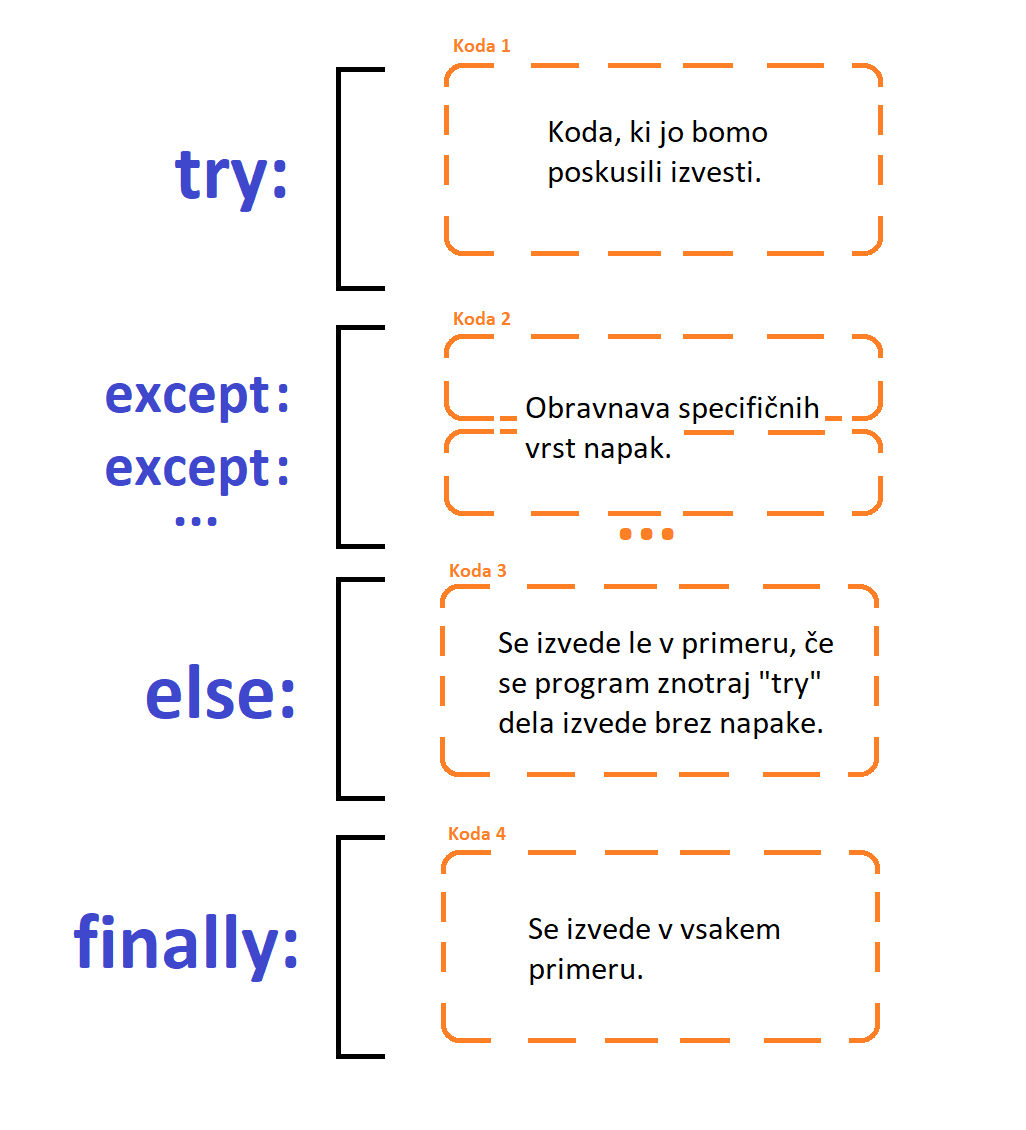 Koda 1
try:
Koda, ki jo bomo
poskusili izvesti.
Koda 2
except:
except:
...
Obravnava specifičnih
vrst napak.
...
Koda 3
else:
Se izvede le v primeru, če
se program znotraj "try"
dela izvede brez napake.
Koda 4
finally:
Se izvede v vsakem
primeru.